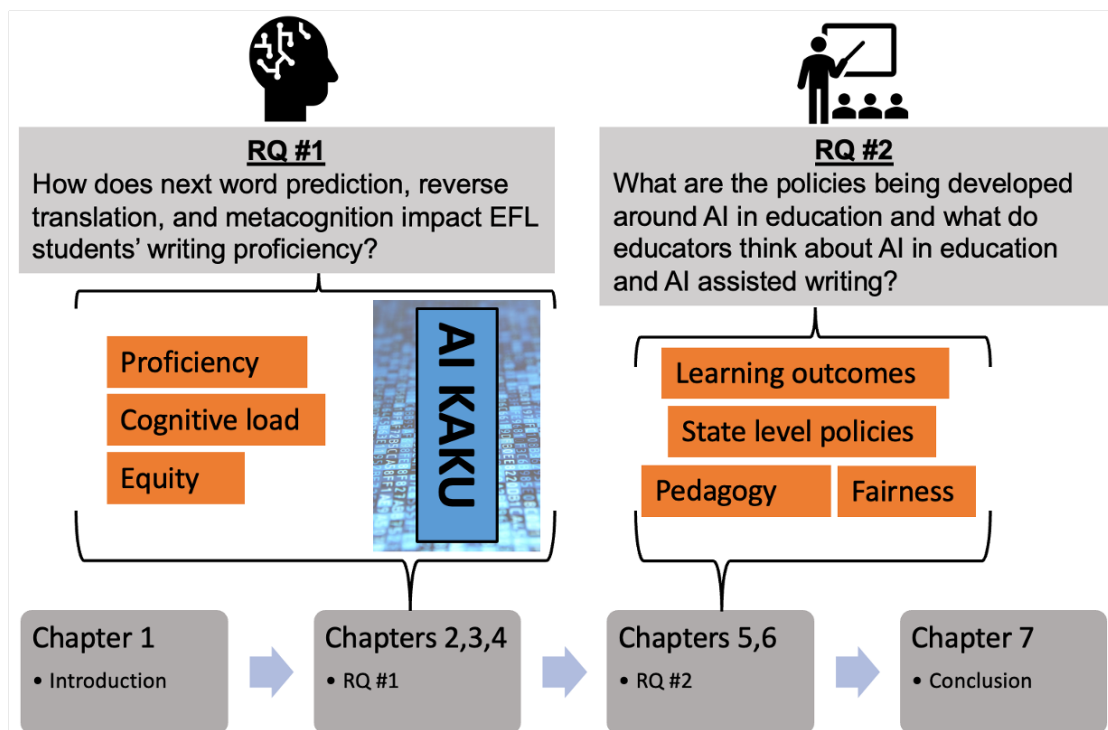 RQ #1
How does next word prediction, reverse
translation, and metacognition impact EFL
students' writing proficiency?
RQ #2
What are the policies being developed
around AI in education and what do
educators think about AI in education
and AI assisted writing?
Proficiency
Cognitive load
Equity
AI KAKU
Learning outcomes
State level policies
Pedagogy
Fairness
Chapter 1
• Introduction
Chapters 2,3,4
• RQ #1
Chapters 5,6
• RQ #2
Chapter 7
• Conclusion